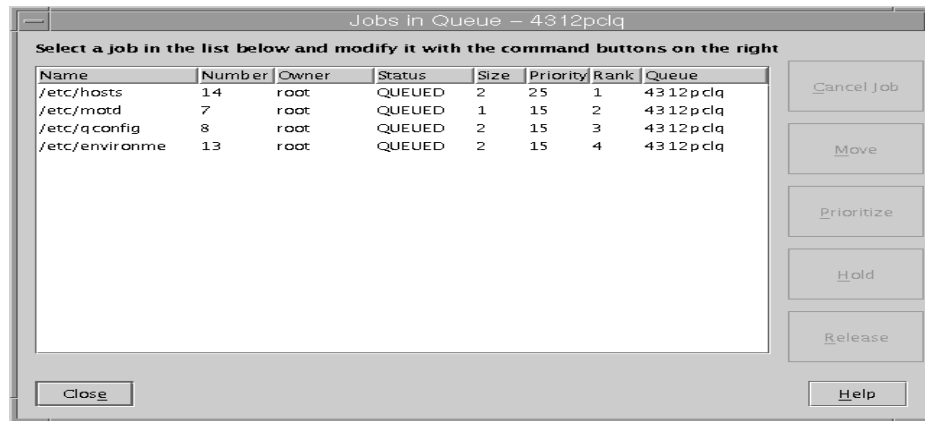 Jobs in Queue – 4312pclq
Select a job in the list below and modify it with the command buttons on the right
Name Number Owner Status Size Priority Rank Queue
/etc/hosts 14 root QUEUED 2 25 1 4312pclq
/etc/motd 7 root QUEUED 1 15 2 4312pclq
/etc/qconfig 8 root QUEUED 2 15 3 4312pclq
/etc/environme 13 root QUEUED 2 15 4 4312pclq
Cancel Job
Move
Prioritize
Hold
Release
Close
Help